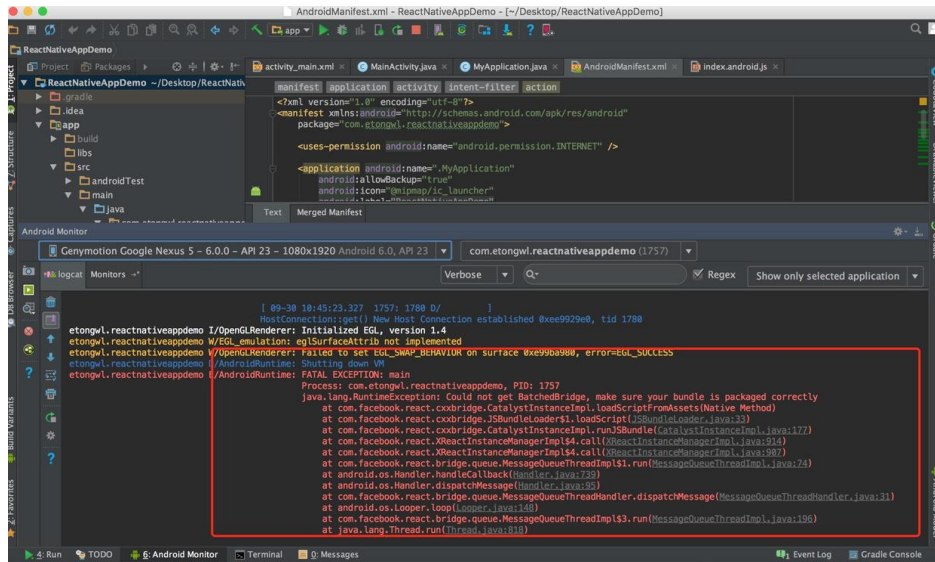 AndroidManifest.xml - ReactNativeAppDemo - [~/Desktop/ReactNativeAppDemo]
app
ReactNativeAppDemo
Project Packages
activity_main.xml × MainActivity.java × MyApplication.java × AndroidManifest.xml × index.android.js ×
1: Project
ReactNativeAppDemo ~/Desktop/ReactNativ
.gradle
.idea
app
build
libs
src
androidTest
main
java
manifest application activity intent-filter action
<?xml version="1.0" encoding="utf-8"?>
<manifest xmlns:android="http://schemas.android.com/apk/res/android"
package="com.etongwl.reactnativeappdemo">
<uses-permission android:name="android.permission.INTERNET" />
<application android:name=".MyApplication"
android:allowBackup="true"
android:icon="@mipmap/ic_launcher"
Text Merged Manifest
Z: Structure
Captures
Build Variants
2: Favorites
Android Monitor
Genymotion Google Nexus 5 – 6.0.0 – API 23 – 1080x1920 Android 6.0, API 23
com.etongwl.reactnativeappdemo (1757)
logcat Monitors
Verbose
Regex
Show only selected application
[ 09-30 10:45:23.327 1757: 1780 D/ ]
HostConnection::get() New Host Connection established 0xee9929e0, tid 1780
etongwl.reactnativeappdemo I/OpenGLRenderer: Initialized EGL, version 1.4
etongwl.reactnativeappdemo W/EGL_emulation: eglSurfaceAttrib not implemented
etongwl.reactnativeappdemo W/OpenGLRenderer: Failed to set EGL_SWAP_BEHAVIOR on surface 0xe99ba980, error=EGL_SUCCESS
etongwl.reactnativeappdemo D/AndroidRuntime: Shutting down VM
etongwl.reactnativeappdemo E/AndroidRuntime: FATAL EXCEPTION: main
Process: com.etongwl.reactnativeappdemo, PID: 1757
java.lang.RuntimeException: Could not get BatchedBridge, make sure your bundle is packaged correctly
at com.facebook.react.cxxbridge.CatalystInstanceImpl.loadScriptFromAssets(Native Method)
at com.facebook.react.cxxbridge.JSBundleLoader$1.loadScript(JSBundleLoader.java:33)
at com.facebook.react.cxxbridge.CatalystInstanceImpl.runJSBundle(CatalystInstanceImpl.java:177)
at com.facebook.react.XReactInstanceManagerImpl$4.call(XReactInstanceManagerImpl.java:914)
at com.facebook.react.XReactInstanceManagerImpl$4.call(XReactInstanceManagerImpl.java:907)
at com.facebook.react.bridge.queue.MessageQueueThreadImpl$1.run(MessageQueueThreadImpl.java:74)
at android.os.Handler.handleCallback(Handler.java:739)
at android.os.Handler.dispatchMessage(Handler.java:95)
at com.facebook.react.bridge.queue.MessageQueueThreadHandler.dispatchMessage(MessageQueueThreadHandler.java:31)
at android.os.Looper.loop(Looper.java:148)
at com.facebook.react.bridge.queue.MessageQueueThreadImpl$3.run(MessageQueueThreadImpl.java:196)
at java.lang.Thread.run(Thread.java:818)
4: Run TODO 6: Android Monitor Terminal 0: Messages 1 Event Log Gradle Console